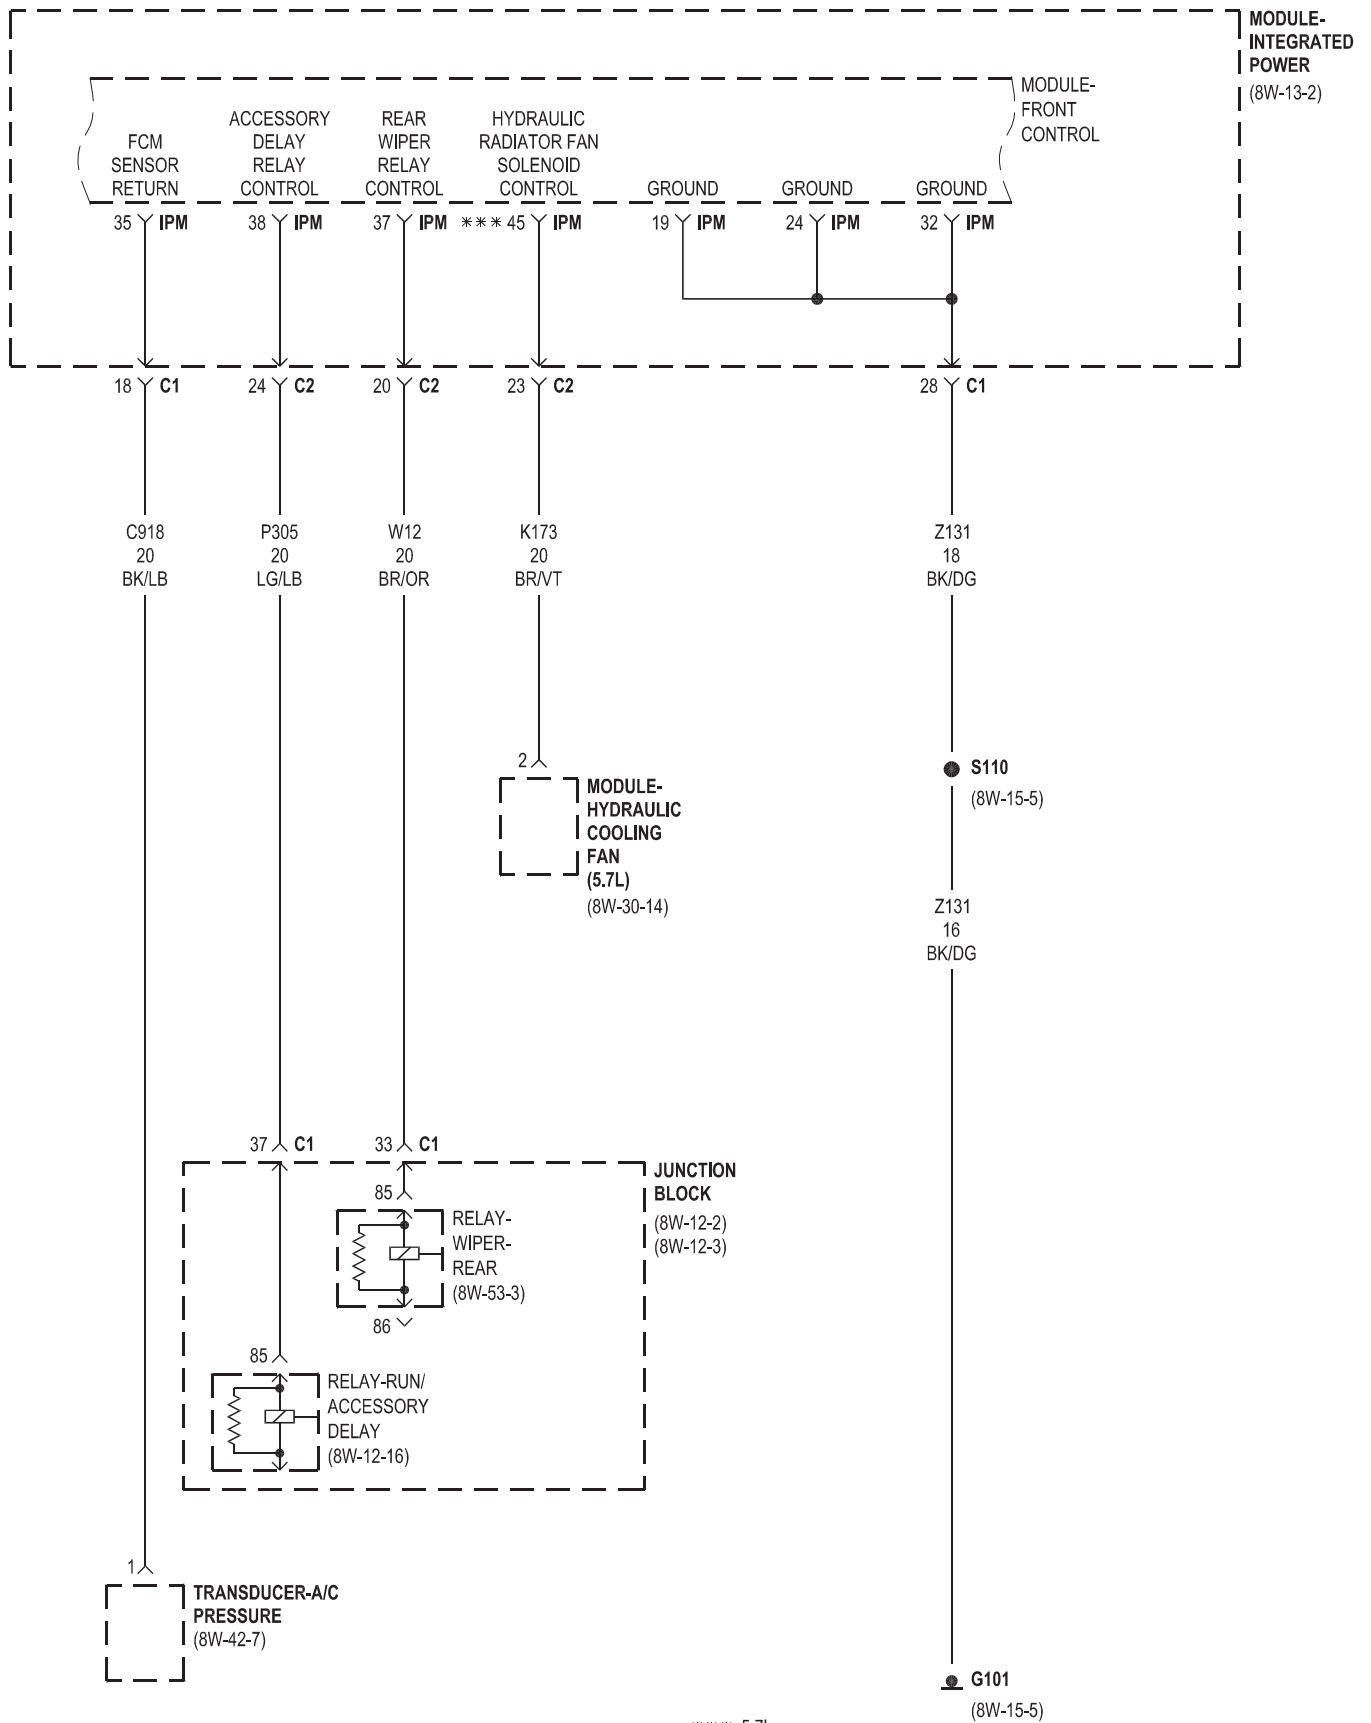 MODULE-
INTEGRATED
POWER
(8W-13-2)
MODULE-
FRONT
CONTROL
FCM
SENSOR
RETURN
ACCESSORY
DELAY
RELAY
CONTROL
REAR
WIPER
RELAY
CONTROL
HYDRAULIC
RADIATOR FAN
SOLENOID
CONTROL
GROUND
GROUND
GROUND
35 IPM
38 IPM
37 IPM
*** 45 IPM
19 IPM
24 IPM
32 IPM
18 C1
24 C2
20 C2
23 C2
28 C1
C918
20
BK/LB
P305
20
LG/LB
W12
20
BR/OR
K173
20
BR/VT
Z131
18
BK/DG
2
MODULE-
HYDRAULIC
COOLING
FAN
(5.7L)
(8W-30-14)
S110
(8W-15-5)
Z131
16
BK/DG
37 C1
33 C1
JUNCTION
BLOCK
(8W-12-2)
(8W-12-3)
85
RELAY-
WIPER-
REAR
(8W-53-3)
86
85
RELAY-RUN/
ACCESSORY
DELAY
(8W-12-16)
1
TRANSDUCER-A/C
PRESSURE
(8W-42-7)
G101
(8W-15-5)